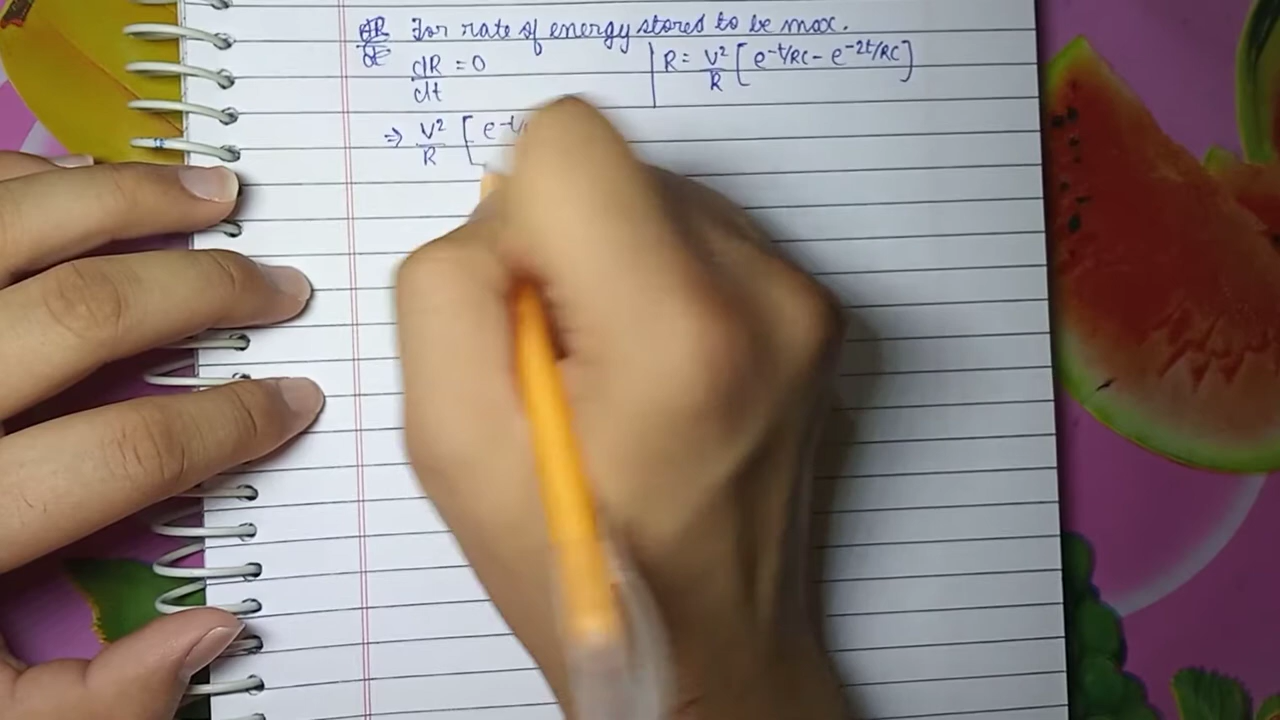 dR For rate of energy stored to be max.
dt
dR/dt = 0
R = V²/R [e^-t/RC - e^-2t/RC]
⇒ V²/R [e^-t/